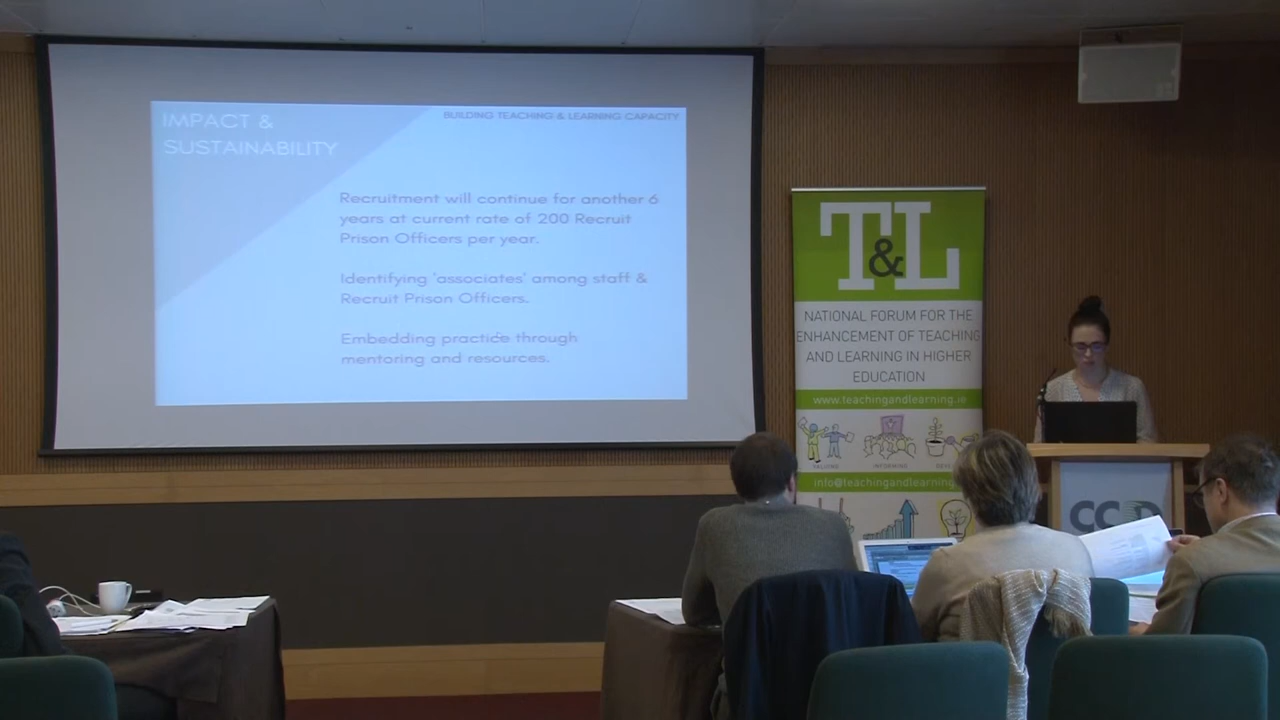 IMPACT &
SUSTAINABILITY
BUILDING TEACHING & LEARNING CAPACITY
Recruitment will continue for another 6
years at current rate of 200 Recruit
Prison Officers per year.
Identifying 'associates' among staff &
Recruit Prison Officers.
Embedding practice through
mentoring and resources.
T&L
NATIONAL FORUM FOR THE
ENHANCEMENT OF TEACHING
AND LEARNING IN HIGHER
EDUCATION
www.teachingandlearning.ie
VALUING INFORMING
info@teachingandlearning